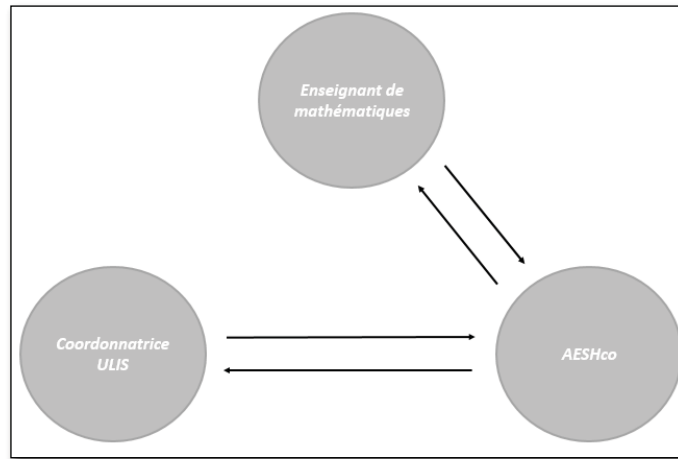 Enseignant de
mathématiques
Coordonnatrice
ULIS
AESHco